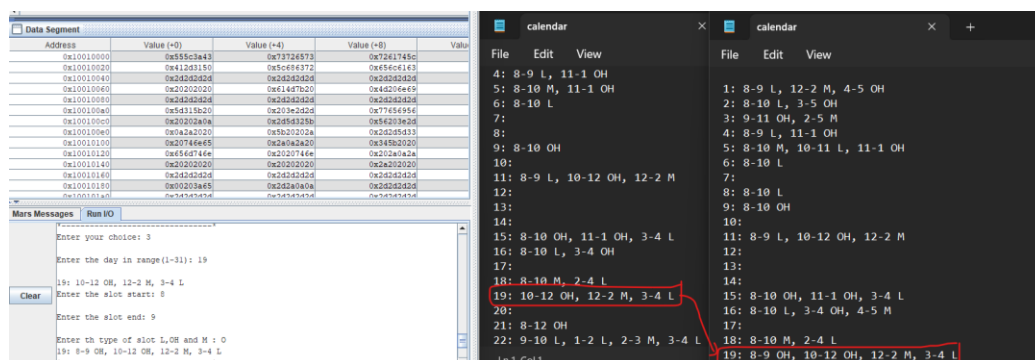 Data Segment
Address Value (+0) Value (+4) Value (+8)
0x10010000 0x555c3a43 0x73726573 0x7261745c
0x10010020 0x412d3150 0x5c686372 0x656c6163
0x10010040 0x2d2d2d2d 0x2d2d2d2d 0x2d2d2d2d
0x10010060 0x20202020 0x614d7b20 0x4d206e69
0x10010080 0x2d2d2d2d 0x2d2d2d2d 0x2d2d2d2d
0x100100a0 0x5d315b20 0x203e2d2d 0x77656956
0x100100c0 0x20202a0a 0x2d5d325b 0x56203e2d
0x100100e0 0x0a2a2020 0x5b20202a 0x2d2d5d33
0x10010100 0x20746e65 0x2a0a2a20 0x345b2020
0x10010120 0x656d746e 0x2020746e 0x202a0a2a
0x10010140 0x20202020 0x20202020 0x2a202020
0x10010160 0x2d2d2d2d 0x2d2d2d2d 0x2d2d2d2d
0x10010180 0x00203a65 0x2d2a0a0a 0x2d2d2d2d
Mars Messages Run I/O
Enter your choice: 3
Enter the day in range(1-31): 19
19: 10-12 OH, 12-2 M, 3-4 L
Enter the slot start: 8
Enter the slot end: 9
Enter th type of slot L,OH and M : O
19: 8-9 OH, 10-12 OH, 12-2 M, 3-4 L
Clear
calendar
File Edit View
4: 8-9 L, 11-1 OH
5: 8-10 M, 11-1 OH
6: 8-10 L
7:
8:
9: 8-10 OH
10:
11: 8-9 L, 10-12 OH, 12-2 M
12:
13:
14:
15: 8-10 OH, 11-1 OH, 3-4 L
16: 8-10 L, 3-4 OH
17:
18: 8-10 M, 2-4 L
19: 10-12 OH, 12-2 M, 3-4 L
20:
21: 8-12 OH
22: 9-10 L, 1-2 L, 2-3 M, 3-4 L
calendar
File Edit View
1: 8-9 L, 12-2 M, 4-5 OH
2: 8-10 L, 3-5 OH
3: 9-11 OH, 2-5 M
4: 8-9 L, 11-1 OH
5: 8-10 M, 10-11 L, 11-1 OH
6: 8-10 L
7:
8: 8-10 L
9: 8-10 OH
10:
11: 8-9 L, 10-12 OH, 12-2 M
12:
13:
14:
15: 8-10 OH, 11-1 OH, 3-4 L
16: 8-10 L, 3-4 OH, 4-5 M
17:
18: 8-10 M, 2-4 L
19: 8-9 OH, 10-12 OH, 12-2 M, 3-4 L